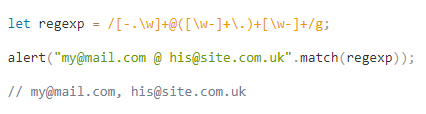 let regexp = /[-.\w]+@([\w-]+\.)+[\w-]+/g;
alert("my@mail.com @ his@site.com.uk".match(regexp));
// my@mail.com, his@site.com.uk